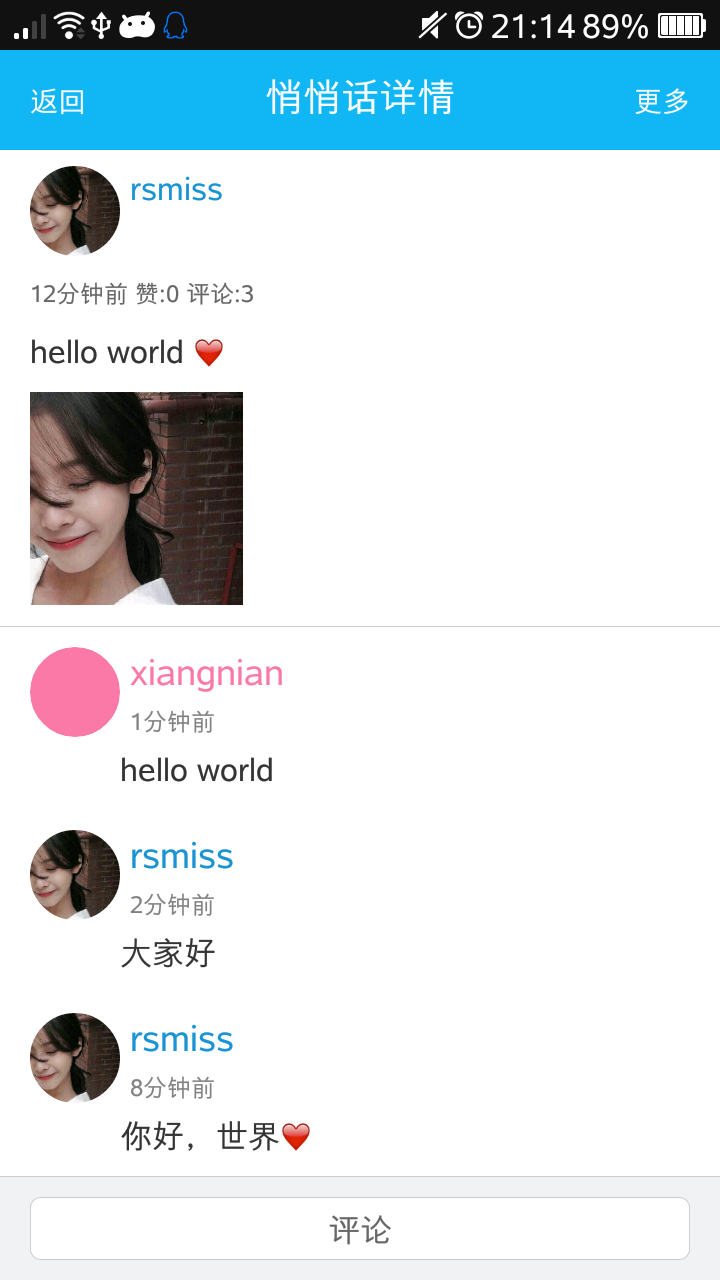 21:14 89%
返回 悄悄话详情 更多
rsmiss
12分钟前 赞:0 评论:3
hello world ❤️
xiangnian
1分钟前
hello world
rsmiss
2分钟前
大家好
rsmiss
8分钟前
你好，世界❤️
评论